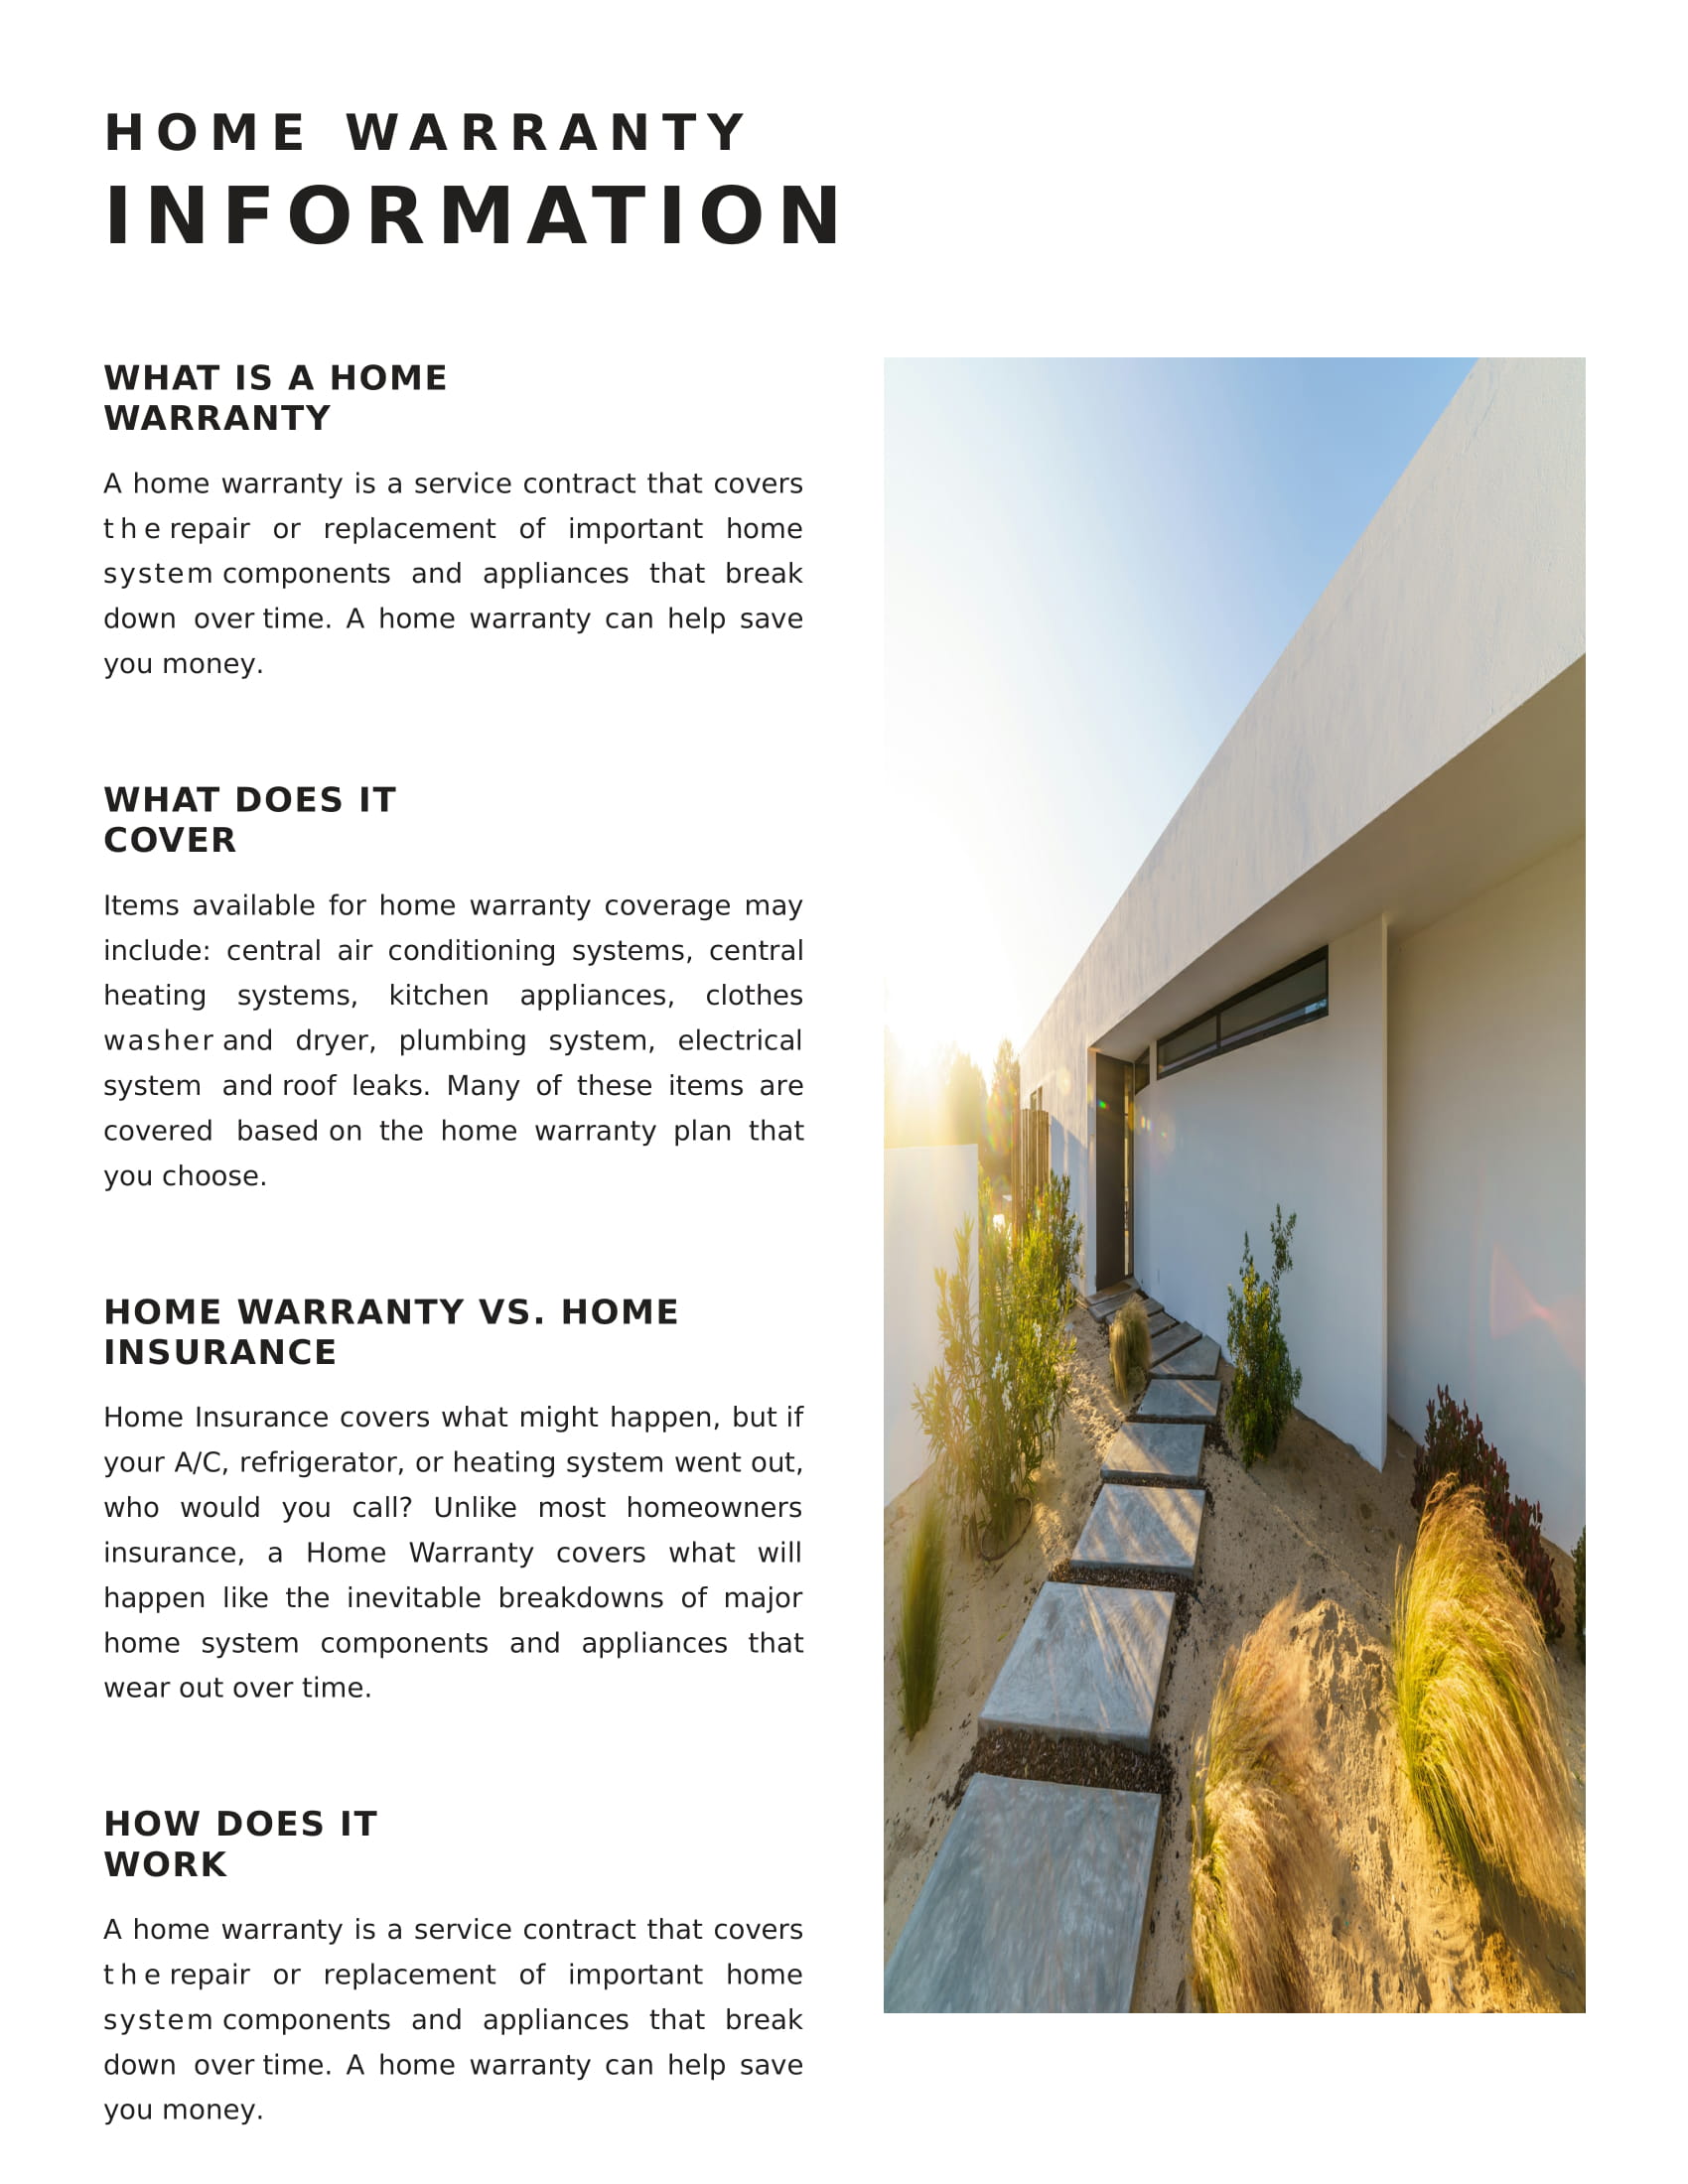 HOME WARRANTY
INFORMATION
WHAT IS A HOME
WARRANTY
A home warranty is a service contract that covers
the repair or replacement of important home
system components and appliances that break
down over time. A home warranty can help save
you money.
WHAT DOES IT
COVER
Items available for home warranty coverage may
include: central air conditioning systems, central
heating systems, kitchen appliances, clothes
washer and dryer, plumbing system, electrical
system and roof leaks. Many of these items are
covered based on the home warranty plan that
you choose.
HOME WARRANTY VS. HOME
INSURANCE
Home Insurance covers what might happen, but if
your A/C, refrigerator, or heating system went out,
who would you call? Unlike most homeowners
insurance, a Home Warranty covers what will
happen like the inevitable breakdowns of major
home system components and appliances that
wear out over time.
HOW DOES IT
WORK
A home warranty is a service contract that covers
the repair or replacement of important home
system components and appliances that break
down over time. A home warranty can help save
you money.